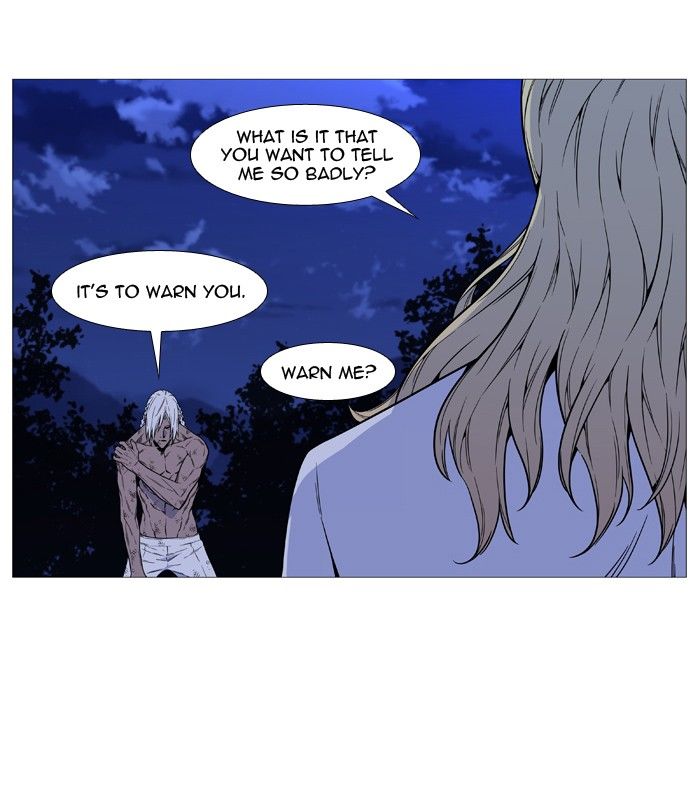 WHAT IS IT THAT
YOU WANT TO TELL
ME SO BADLY?
IT'S TO WARN YOU.
WARN ME?